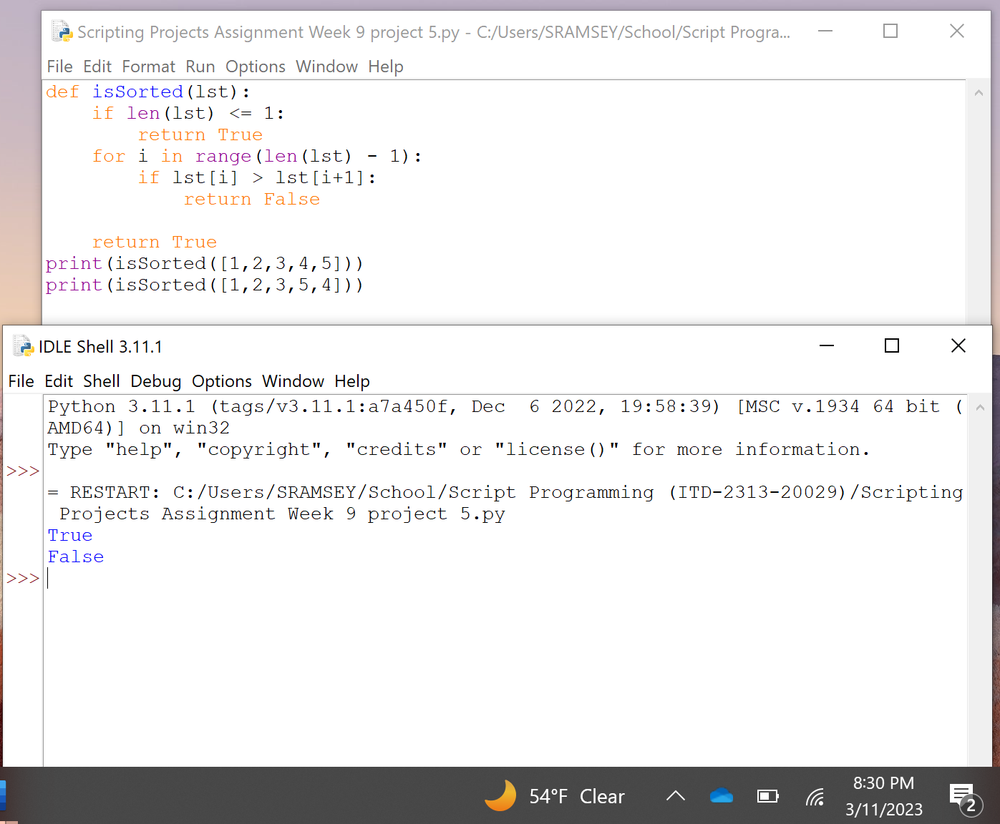 Scripting Projects Assignment Week 9 project 5.py - C:/Users/SRAMSEY/School/Script Progra...
File Edit Format Run Options Window Help
def isSorted(lst):
    if len(lst) <= 1:
        return True
    for i in range(len(lst) - 1):
        if lst[i] > lst[i+1]:
            return False
    return True
print(isSorted([1,2,3,4,5]))
print(isSorted([1,2,3,5,4]))
IDLE Shell 3.11.1
File Edit Shell Debug Options Window Help
Python 3.11.1 (tags/v3.11.1:a7a450f, Dec  6 2022, 19:58:39) [MSC v.1934 64 bit (
AMD64)] on win32
Type "help", "copyright", "credits" or "license()" for more information.
>>>
= RESTART: C:/Users/SRAMSEY/School/Script Programming (ITD-2313-20029)/Scripting
 Projects Assignment Week 9 project 5.py
True
False
>>>
54°F Clear
8:30 PM
3/11/2023
2